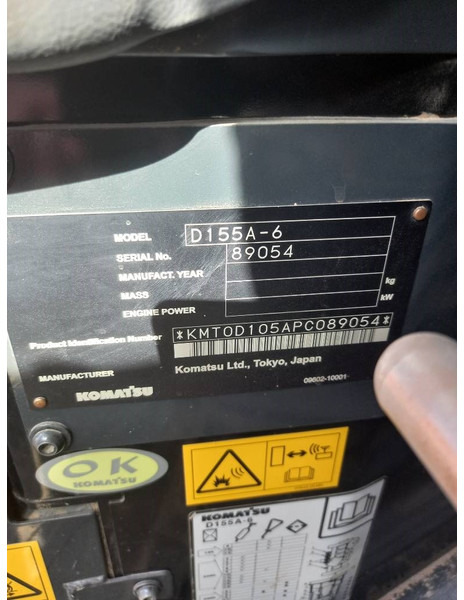 MODEL D155A-6
SERIAL No. 89054
MANUFACT. YEAR
MASS kg
ENGINE POWER kW
Product Identification Number *KMT0D105APC089054*
MANUFACTURER Komatsu Ltd., Tokyo, Japan
KOMATSU 09602-10001
OK
KOMATSU
KOMATSU
D155A-6